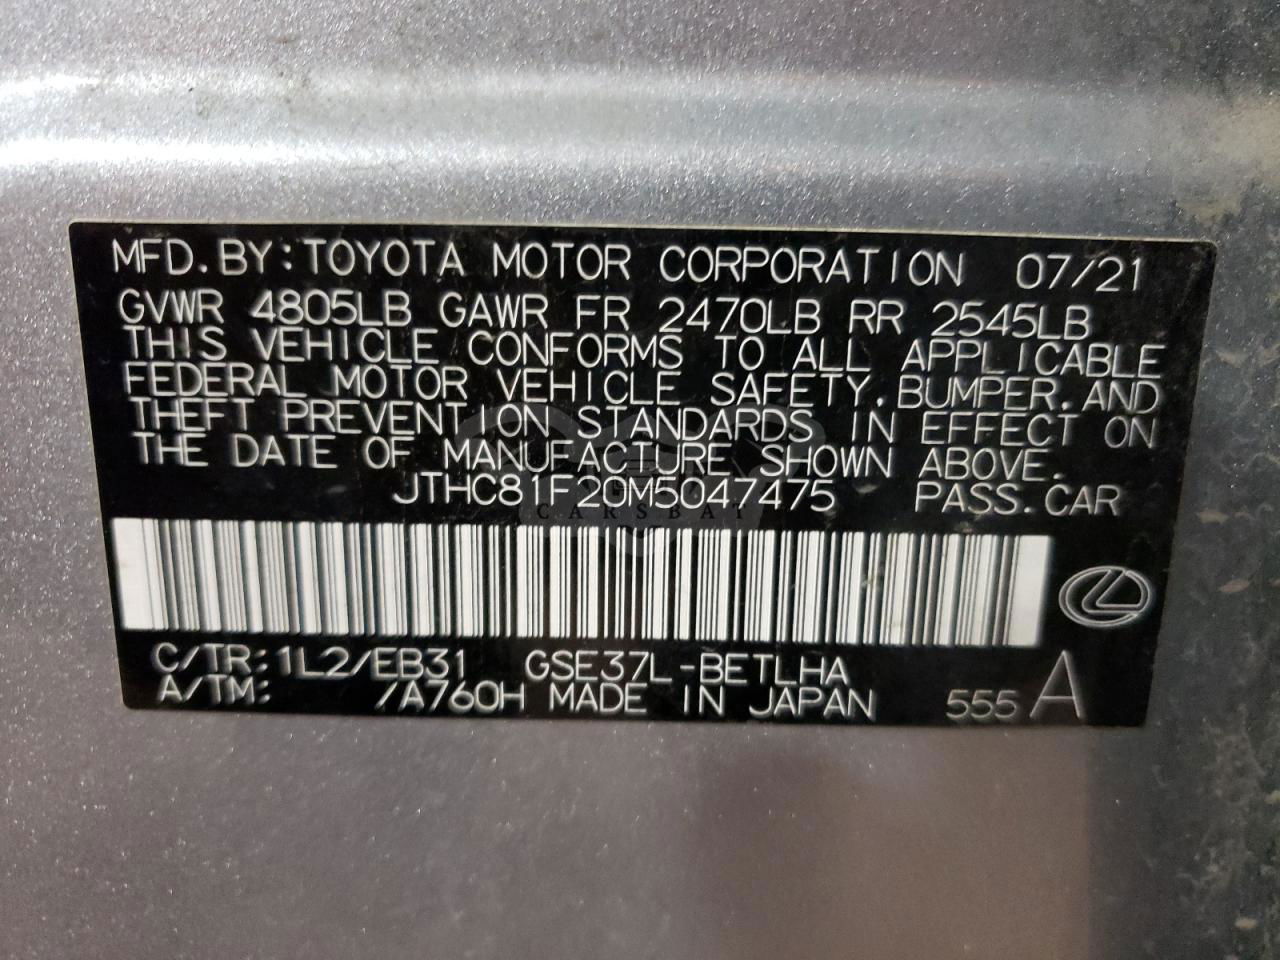 MFD. BY: TOYOTA MOTOR CORPORATION 07/21
GVWR 4805LB GAWR FR 2470LB RR 2545LB
THIS VEHICLE CONFORMS TO ALL APPLICABLE
FEDERAL MOTOR VEHICLE SAFETY, BUMPER, AND
THEFT PREVENTION STANDARDS IN EFFECT ON
THE DATE OF MANUFACTURE SHOWN ABOVE.
JTHC81F20M5047475 PASS. CAR
CARSBAT
C/TR: 1L2/EB31 GSE37L-BETLHA
A/TM: /A760H MADE IN JAPAN 555 A